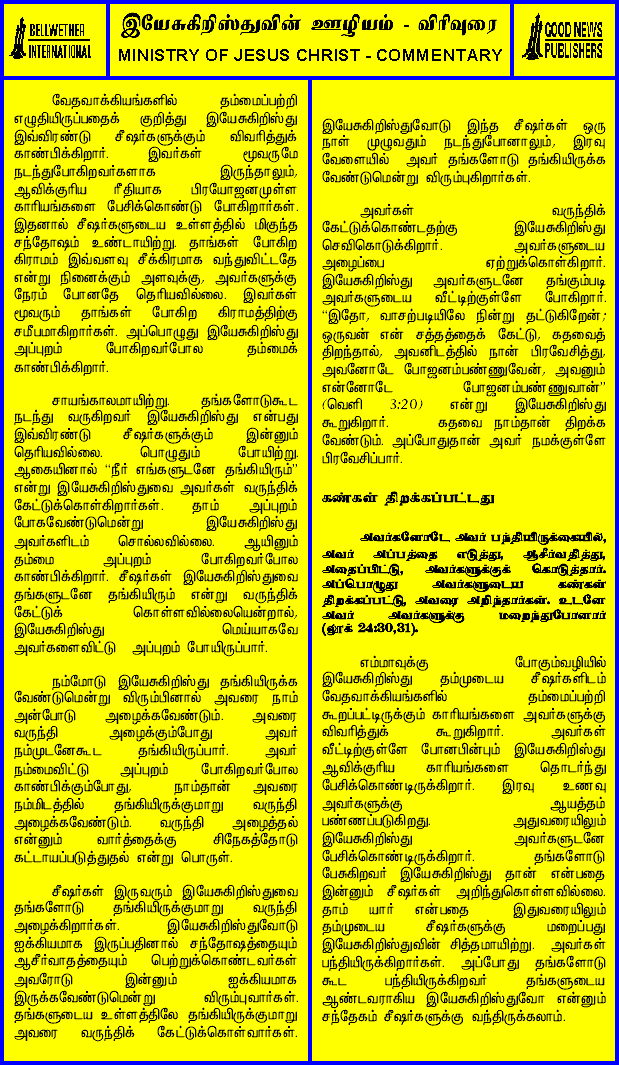 BELLWETHER
INTERNATIONAL
இயேசுகிறிஸ்துவின் ஊழியம் - விரிவுரை
MINISTRY OF JESUS CHRIST - COMMENTARY
GOOD NEWS
PUBLISHERS
வேதவாக்கியங்களில் தம்மைப்பற்றி
எழுதியிருப்பதைக் குறித்து இயேசுகிறிஸ்து
இவ்விரண்டு சீஷர்களுக்கும் விவரித்துக்
காண்பிக்கிறார். இவர்கள் மூவருமே
நடந்துபோகிறவர்களாக இருந்தாலும்,
ஆவிக்குரிய ரீதியாக பிரயோஜனமுள்ள
காரியங்களை பேசிக்கொண்டு போகிறார்கள்.
இதனால் சீஷர்களுடைய உள்ளத்தில் மிகுந்த
சந்தோஷம் உண்டாயிற்று. தாங்கள் போகிற
கிராமம் இவ்வளவு சீக்கிரமாக வந்துவிட்டதே
என்று நினைக்கும் அளவுக்கு, அவர்களுக்கு
நேரம் போனதே தெரியவில்லை. இவர்கள்
மூவரும் தாங்கள் போகிற கிராமத்திற்கு
சமீபமாகிறார்கள். அப்பொழுது இயேசுகிறிஸ்து
அப்புறம் போகிறவர்போல தம்மைக்
காண்பிக்கிறார்.
சாயங்காலமாயிற்று. தங்களோடுகூட
நடந்து வருகிறவர் இயேசுகிறிஸ்து என்பது
இவ்விரண்டு சீஷர்களுக்கும் இன்னும்
தெரியவில்லை. பொழுதும் போயிற்று.
ஆகையினால் "நீர் எங்களுடனே தங்கியிரும்"
என்று இயேசுகிறிஸ்துவை அவர்கள் வருந்திக்
கேட்டுக்கொள்கிறார்கள். தாம் அப்புறம்
போகவேண்டுமென்று இயேசுகிறிஸ்து
அவர்களிடம் சொல்லவில்லை. ஆயினும்
தம்மை அப்புறம் போகிறவர்போல
காண்பிக்கிறார். சீஷர்கள் இயேசுகிறிஸ்துவை
தங்களுடனே தங்கியிரும் என்று வருந்திக்
கேட்டுக் கொள்ளவில்லையென்றால்,
இயேசுகிறிஸ்து மெய்யாகவே
அவர்களைவிட்டு அப்புறம் போயிருப்பார்.
நம்மோடு இயேசுகிறிஸ்து தங்கியிருக்க
வேண்டுமென்று விரும்பினால் அவரை நாம்
அன்போடு அழைக்கவேண்டும். அவரை
வருந்தி அழைக்கும்போது அவர்
நம்முடனேகூட தங்கியிருப்பார். அவர்
நம்மைவிட்டு அப்புறம் போகிறவர்போல
காண்பிக்கும்போது, நாம்தான் அவரை
நம்மிடத்தில் தங்கியிருக்குமாறு வருந்தி
அழைக்கவேண்டும். வருந்தி அழைத்தல்
என்னும் வார்த்தைக்கு சிநேகத்தோடு
கட்டாயப்படுத்துதல் என்று பொருள்.
சீஷர்கள் இருவரும் இயேசுகிறிஸ்துவை
தங்களோடு தங்கியிருக்குமாறு வருந்தி
அழைக்கிறார்கள். இயேசுகிறிஸ்துவோடு
ஐக்கியமாக இருப்பதினால் சந்தோஷத்தையும்
ஆசீர்வாதத்தையும் பெற்றுக்கொண்டவர்கள்
அவரோடு இன்னும் ஐக்கியமாக
இருக்கவேண்டுமென்று விரும்புவார்கள்.
தங்களுடைய உள்ளத்திலே தங்கியிருக்குமாறு
அவரை வருந்திக் கேட்டுக்கொள்வார்கள்.
இயேசுகிறிஸ்துவோடு இந்த சீஷர்கள் ஒரு
நாள் முழுவதும் நடந்துபோனாலும், இரவு
வேளையில் அவர் தங்களோடு தங்கியிருக்க
வேண்டுமென்று விரும்புகிறார்கள்.
அவர்கள் வருந்திக்
கேட்டுக்கொண்டதற்கு இயேசுகிறிஸ்து
செவிகொடுக்கிறார். அவர்களுடைய
அழைப்பை ஏற்றுக்கொள்கிறார்.
இயேசுகிறிஸ்து அவர்களுடனே தங்கும்படி
அவர்களுடைய வீட்டிற்குள்ளே போகிறார்.
"இதோ, வாசற்படியிலே நின்று தட்டுகிறேன்;
ஒருவன் என் சத்தத்தைக் கேட்டு, கதவைத்
திறந்தால், அவனிடத்தில் நான் பிரவேசித்து,
அவனோடே போஜனம்பண்ணுவேன், அவனும்
என்னோடே போஜனம்பண்ணுவான்"
(வெளி 3:20) என்று இயேசுகிறிஸ்து
கூறுகிறார். கதவை நாம்தான் திறக்க
வேண்டும். அப்போதுதான் அவர் நமக்குள்ளே
பிரவேசிப்பார்.
கண்கள் திறக்கப்பட்டது
அவர்களோடே அவர் பந்தியிருக்கையில்,
அவர் அப்பத்தை எடுத்து, ஆசீர்வதித்து,
அதைப்பிட்டு, அவர்களுக்குக் கொடுத்தார்.
அப்பொழுது அவர்களுடைய கண்கள்
திறக்கப்பட்டு, அவரை அறிந்தார்கள். உடனே
அவர் அவர்களுக்கு மறைந்துபோனார்
(லூக் 24:30,31).
எம்மாவுக்கு போகும்வழியில்
இயேசுகிறிஸ்து தம்முடைய சீஷர்களிடம்
வேதவாக்கியங்களில் தம்மைப்பற்றி
கூறப்பட்டிருக்கும் காரியங்களை அவர்களுக்கு
விவரித்துக் கூறுகிறார். அவர்கள்
வீட்டிற்குள்ளே போனபின்பும் இயேசுகிறிஸ்து
ஆவிக்குரிய காரியங்களை தொடர்ந்து
பேசிக்கொண்டிருக்கிறார். இரவு உணவு
அவர்களுக்கு ஆயத்தம்
பண்ணப்படுகிறது. அதுவரையிலும்
இயேசுகிறிஸ்து அவர்களுடனே
பேசிக்கொண்டிருக்கிறார். தங்களோடு
பேசுகிறவர் இயேசுகிறிஸ்து தான் என்பதை
இன்னும் சீஷர்கள் அறிந்துகொள்ளவில்லை.
தாம் யார் என்பதை இதுவரையிலும்
தம்முடைய சீஷர்களுக்கு மறைப்பது
இயேசுகிறிஸ்துவின் சித்தமாயிற்று. அவர்கள்
பந்தியிருக்கிறார்கள். அப்போது தங்களோடு
கூட பந்தியிருக்கிறவர் தங்களுடைய
ஆண்டவராகிய இயேசுகிறிஸ்துவோ என்னும்
சந்தேகம் சீஷர்களுக்கு வந்திருக்கலாம்.